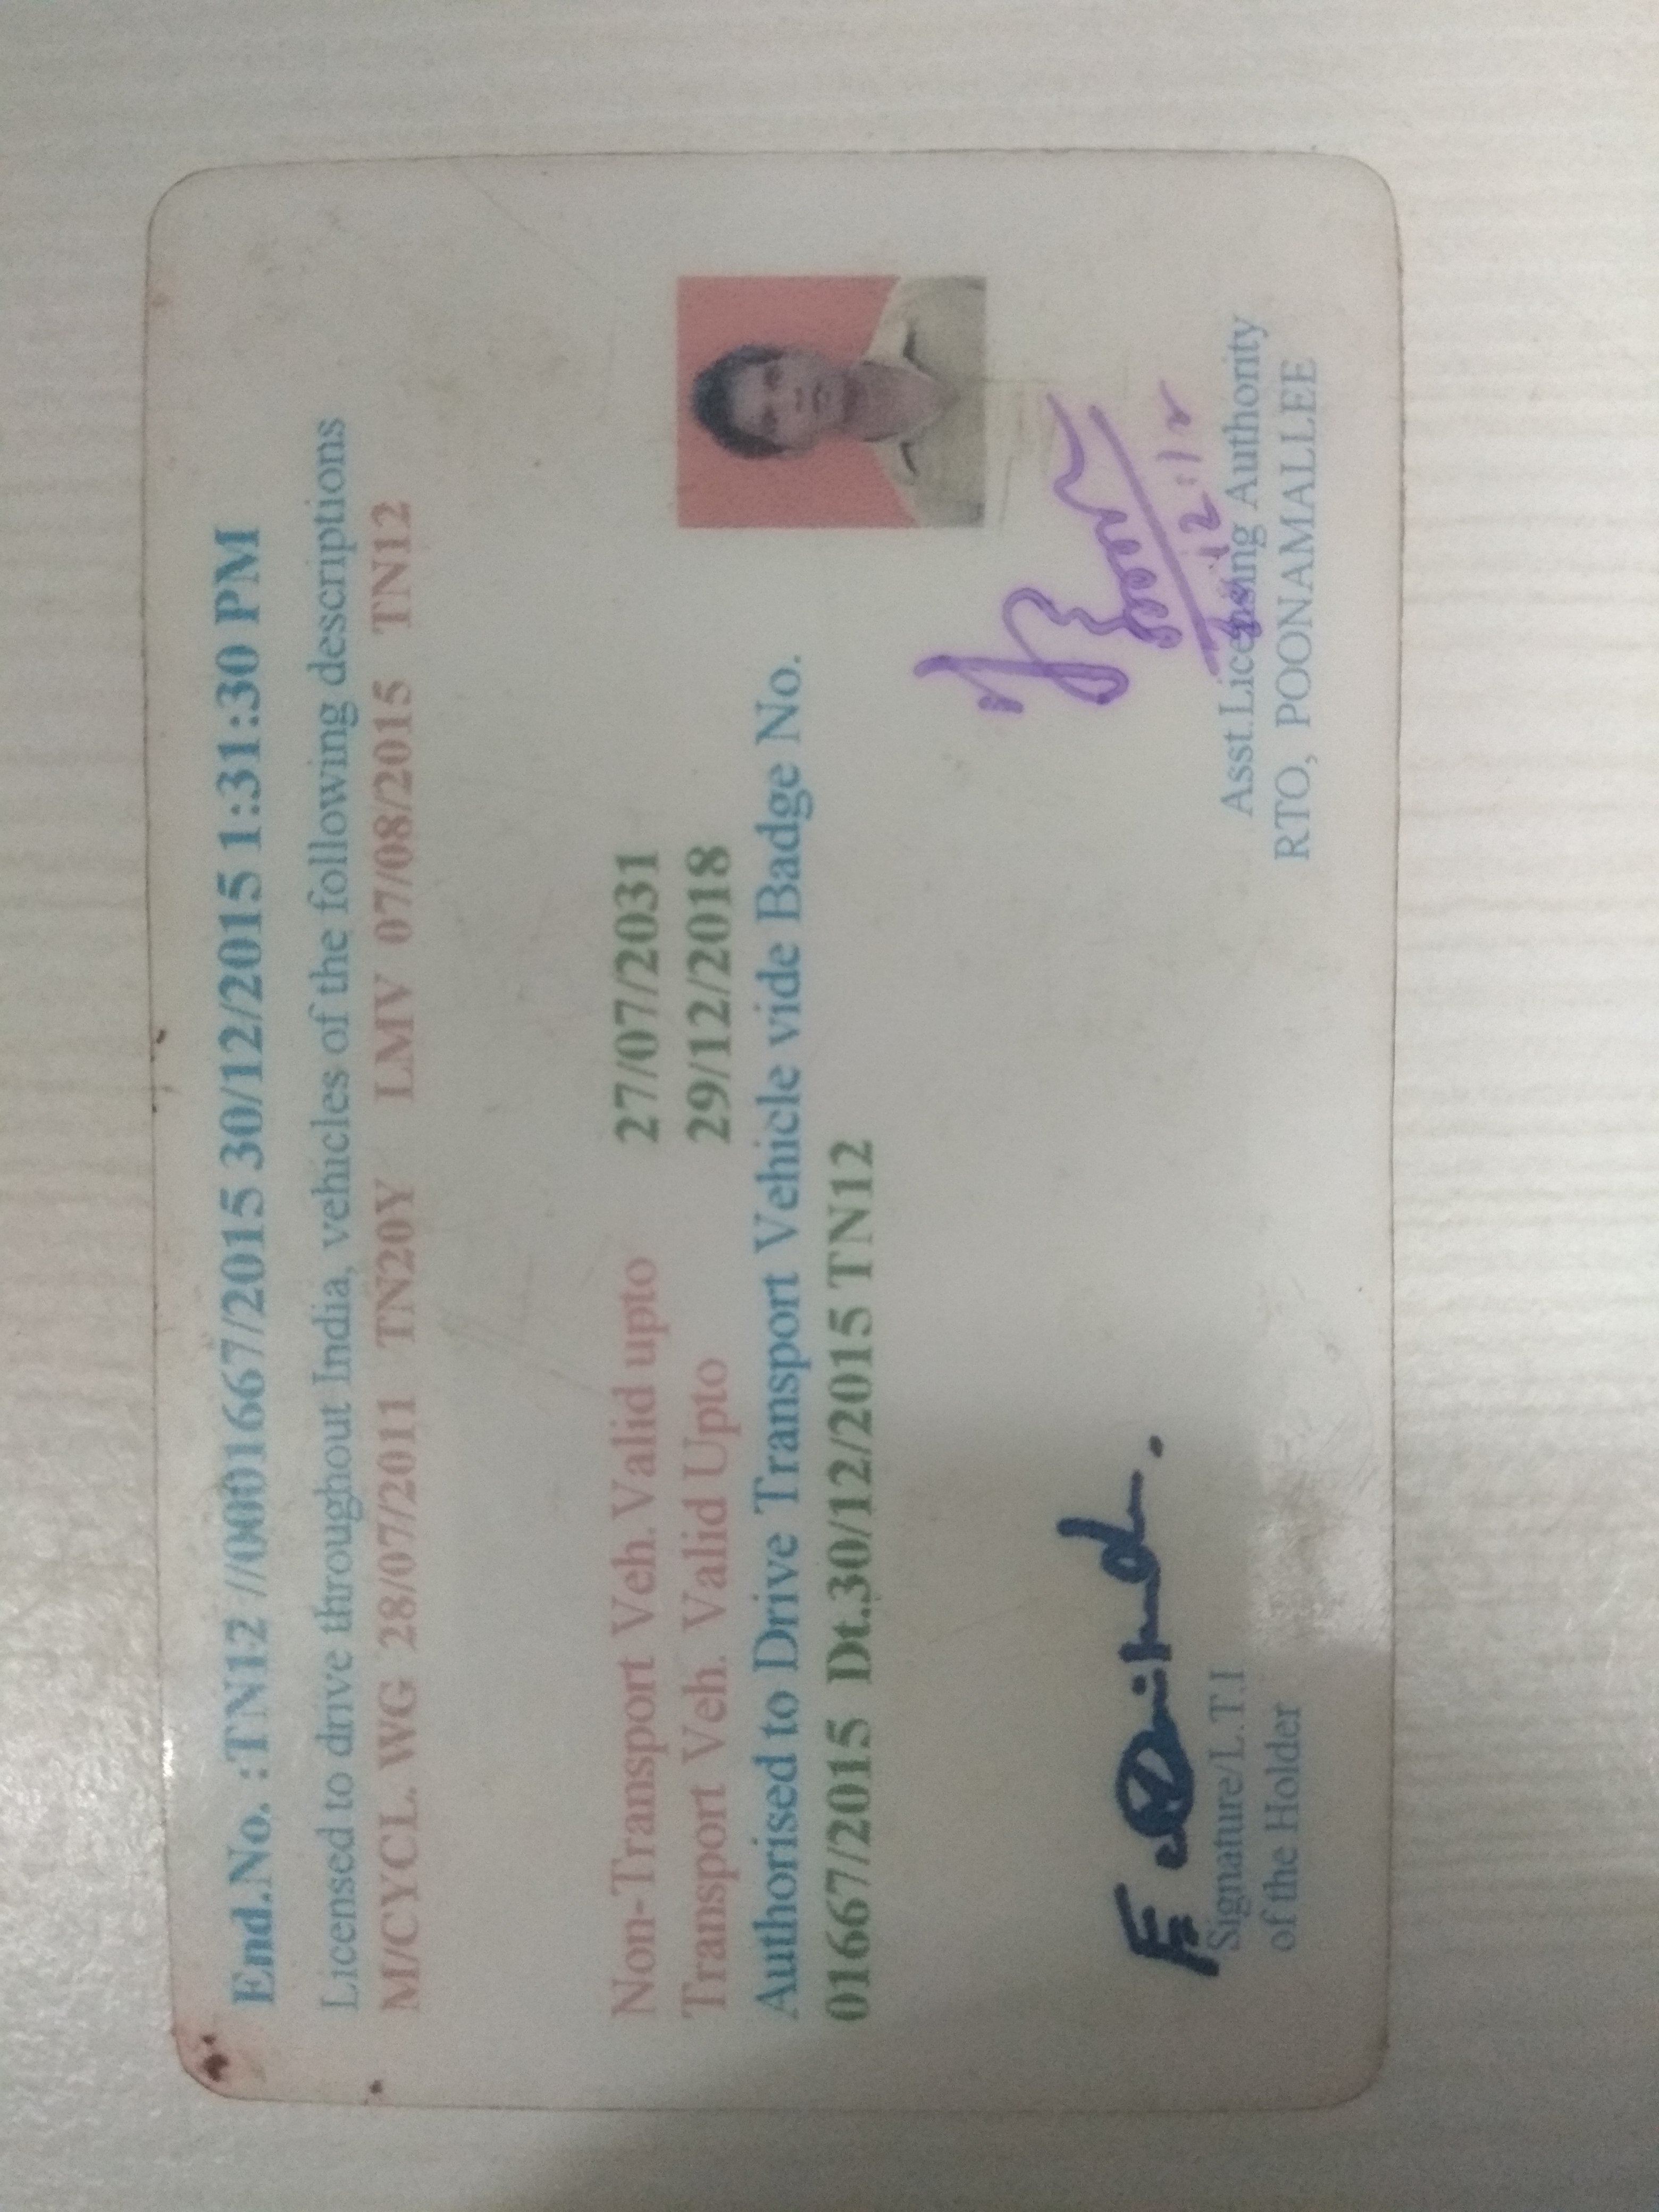 End.No. :TN12 //0001667/2015 30/12/2015 1:31:30 PM
Licensed to drive throughout India, vehicles of the following descriptions
M/CYCL. WG 28/07/2011 TN20Y LMV 07/08/2015 TN12
Non-Transport Veh. Valid upto 27/07/2031
Transport Veh. Valid Upto 29/12/2018
Authorised to Drive Transport Vehicle vide Badge No.
01667/2015 Dt.30/12/2015 TN12
Signature/L.T.I
of the Holder
Asst.Licensing Authority
RTO, POONAMALLEE